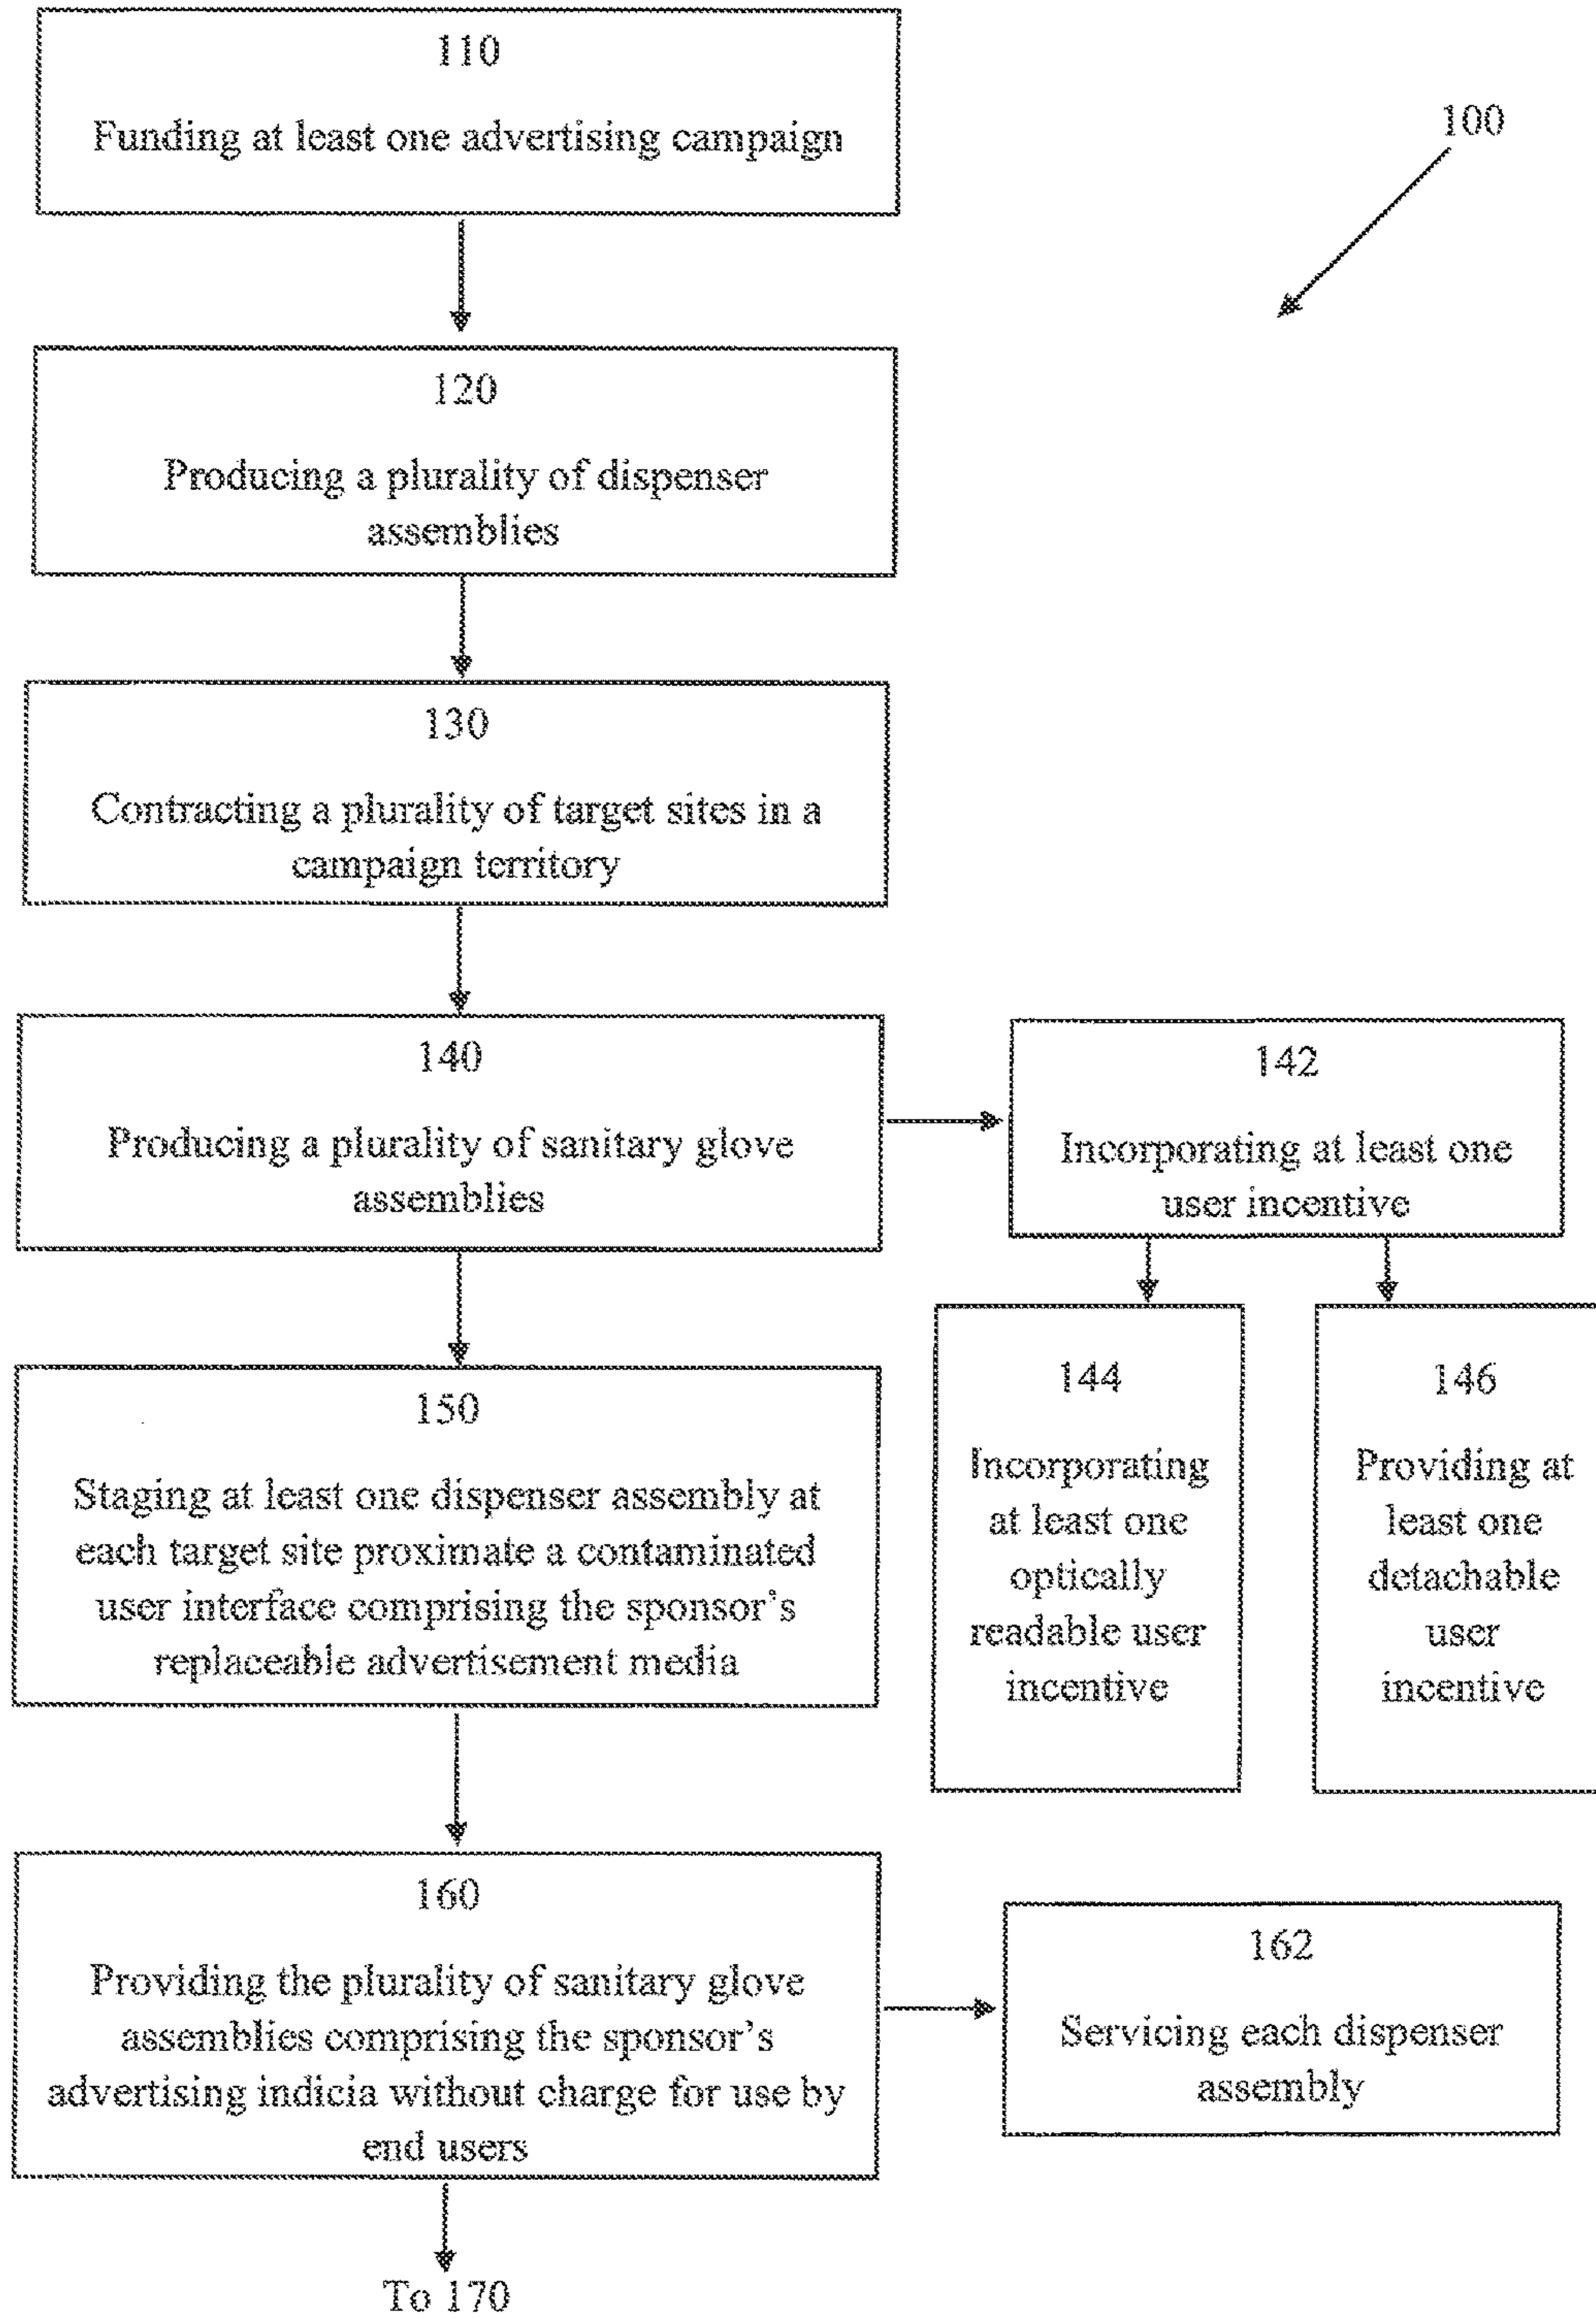 110
Funding at least one advertising campaign
100
120
Producing a plurality of dispenser
assemblies
130
Contracting a plurality of target sites in a
campaign territory
140
Producing a plurality of sanitary glove
assemblies
142
Incorporating at least one
user incentive
144
Incorporating
at least one
optically
readable user
incentive
146
Providing at
least one
detachable
user
incentive
150
Staging at least one dispenser assembly at
each target site proximate a contaminated
user interface comprising the sponsor's
replaceable advertisement media
160
Providing the plurality of sanitary glove
assemblies comprising the sponsor's
advertising indicia without charge for use by
end users
162
Servicing each dispenser
assembly
To 170